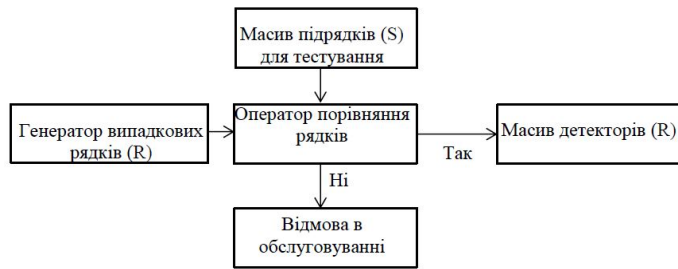 Масив підрядків (S)
для тестування
Генератор випадкових
рядків (R)
Оператор порівняння
рядків
Так
Масив детекторів (R)
Ні
Відмова в
обслуговуванні